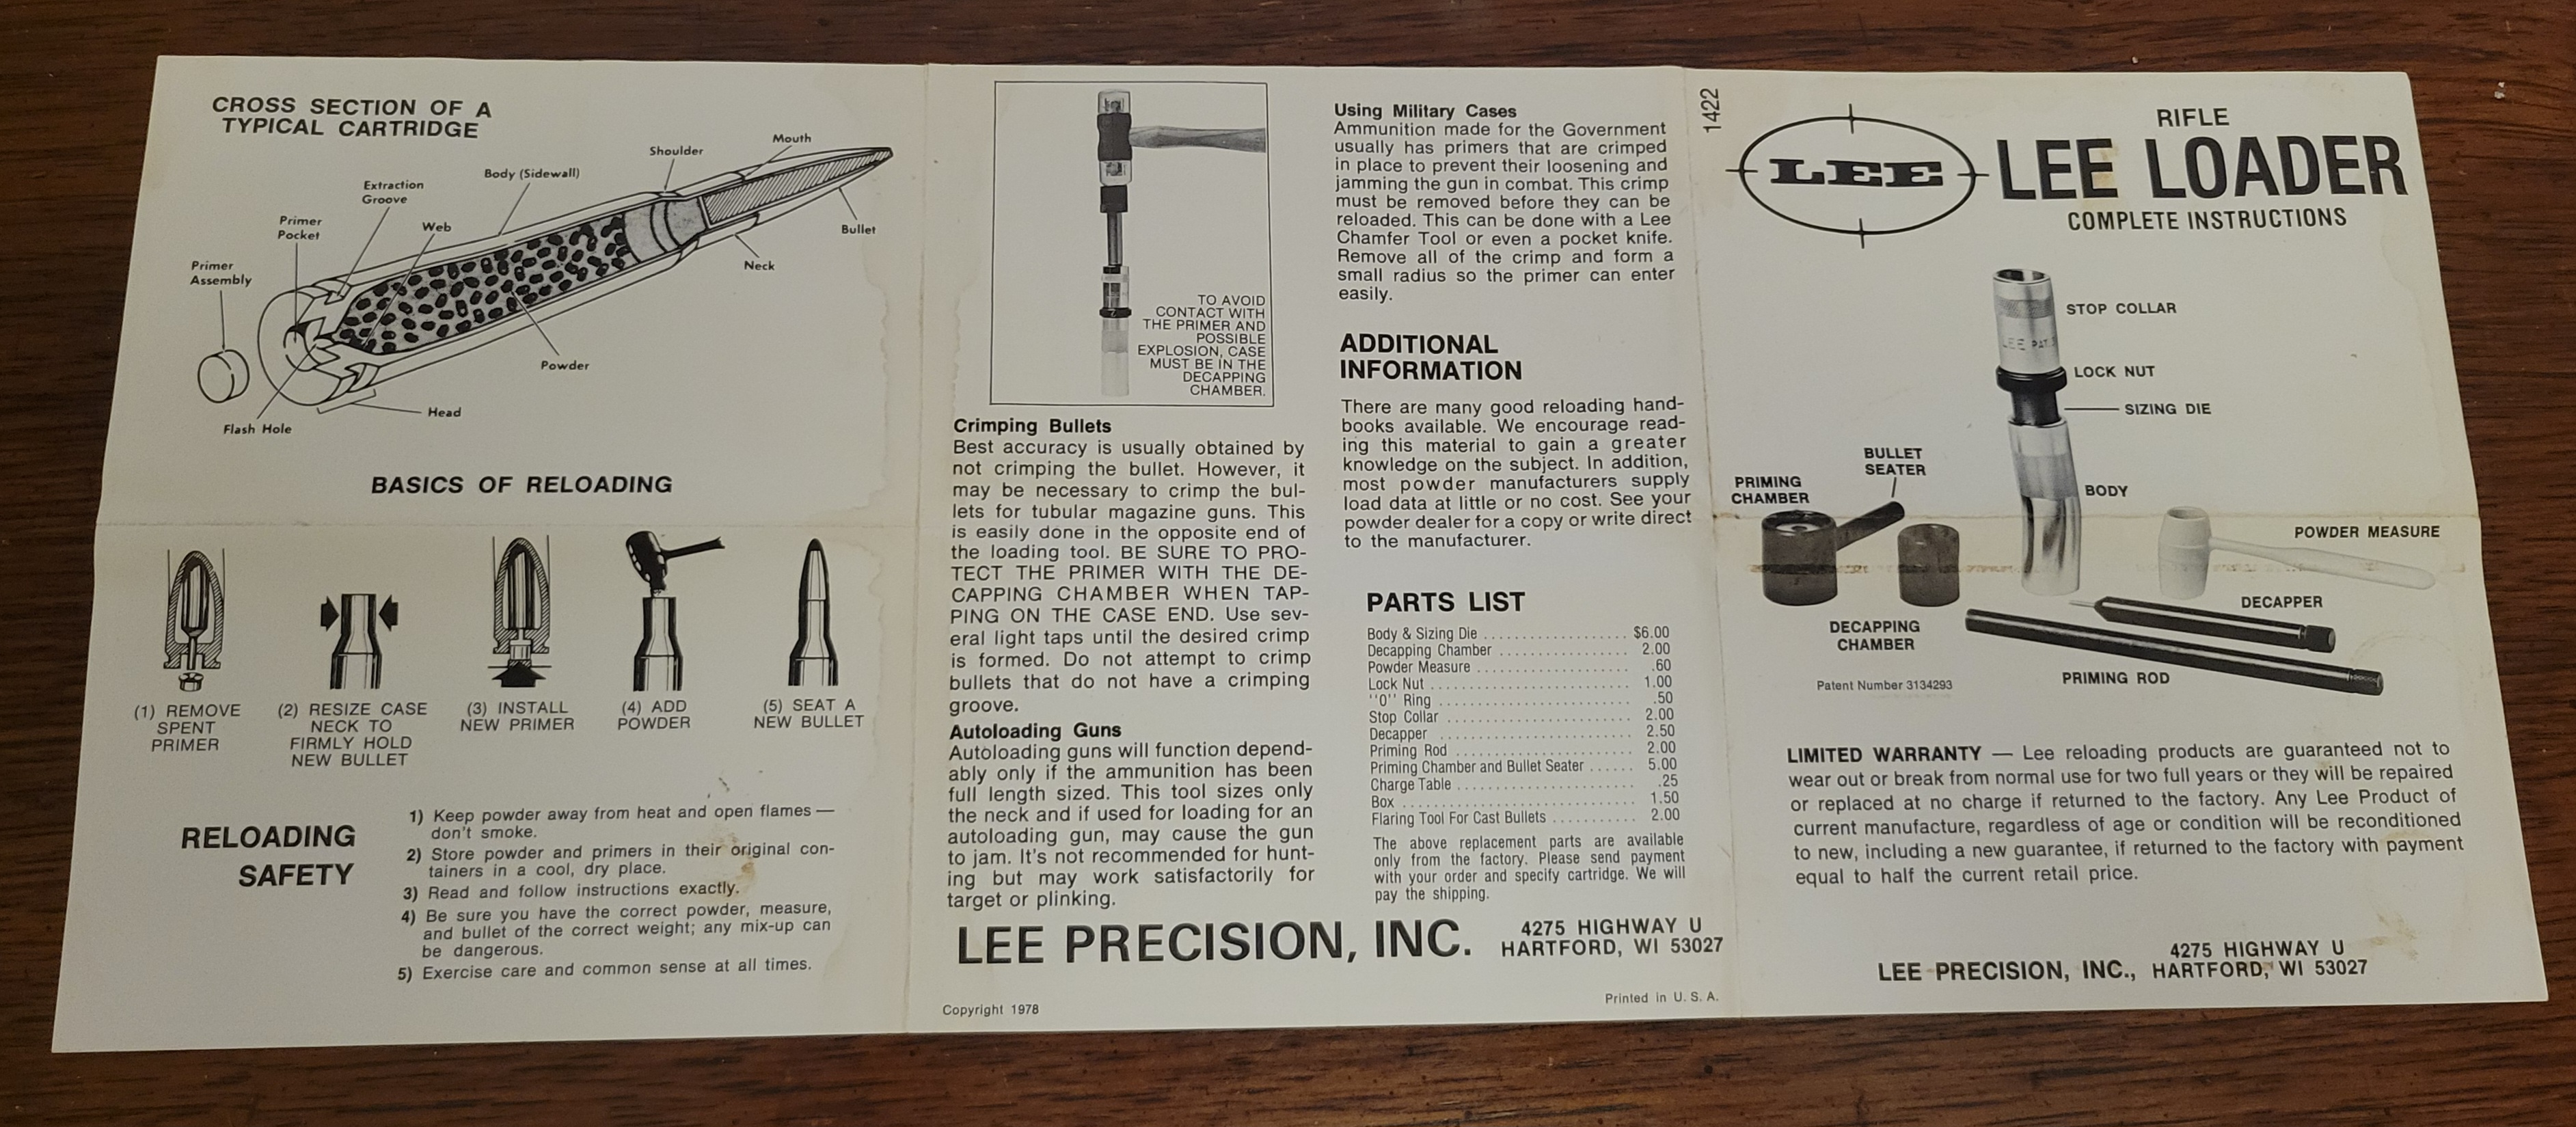 CROSS SECTION OF A
TYPICAL CARTRIDGE
Mouth
Shoulder
Body (Sidewall)
Extraction
Groove
Primer
Pocket
Web
Bullet
Neck
Primer
Assembly
Powder
Head
Flash Hole
BASICS OF RELOADING
(1) REMOVE
SPENT
PRIMER
(2) RESIZE CASE
NECK TO
FIRMLY HOLD
NEW BULLET
(3) INSTALL
NEW PRIMER
(4) ADD
POWDER
(5) SEAT A
NEW BULLET
RELOADING
SAFETY
1) Keep powder away from heat and open flames —
don't smoke.
2) Store powder and primers in their original con-
tainers in a cool, dry place.
3) Read and follow instructions exactly.
4) Be sure you have the correct powder, measure,
and bullet of the correct weight; any mix-up can
be dangerous.
5) Exercise care and common sense at all times.
TO AVOID
CONTACT WITH
THE PRIMER AND
POSSIBLE
EXPLOSION, CASE
MUST BE IN THE
DECAPPING
CHAMBER.
Crimping Bullets
Best accuracy is usually obtained by
not crimping the bullet. However, it
may be necessary to crimp the bul-
lets for tubular magazine guns. This
is easily done in the opposite end of
the loading tool. BE SURE TO PRO-
TECT THE PRIMER WITH THE DE-
CAPPING CHAMBER WHEN TAP-
PING ON THE CASE END. Use sev-
eral light taps until the desired crimp
is formed. Do not attempt to crimp
bullets that do not have a crimping
groove.
Autoloading Guns
Autoloading guns will function depend-
ably only if the ammunition has been
full length sized. This tool sizes only
the neck and if used for loading for an
autoloading gun, may cause the gun
to jam. It's not recommended for hunt-
ing but may work satisfactorily for
target or plinking.
Using Military Cases
Ammunition made for the Government
usually has primers that are crimped
in place to prevent their loosening and
jamming the gun in combat. This crimp
must be removed before they can be
reloaded. This can be done with a Lee
Chamfer Tool or even a pocket knife.
Remove all of the crimp and form a
small radius so the primer can enter
easily.
ADDITIONAL
INFORMATION
There are many good reloading hand-
books available. We encourage read-
ing this material to gain a greater
knowledge on the subject. In addition,
most powder manufacturers supply
load data at little or no cost. See your
powder dealer for a copy or write direct
to the manufacturer.
PARTS LIST
Body & Sizing Die . . . . . . . . . . . . . . . . . . $6.00
Decapping Chamber . . . . . . . . . . . . . . . . 2.00
Powder Measure . . . . . . . . . . . . . . . . . . . .60
Lock Nut . . . . . . . . . . . . . . . . . . . . . . . . 1.00
"O" Ring . . . . . . . . . . . . . . . . . . . . . . . . .50
Stop Collar . . . . . . . . . . . . . . . . . . . . . . 2.00
Decapper . . . . . . . . . . . . . . . . . . . . . . . 2.50
Priming Rod . . . . . . . . . . . . . . . . . . . . . 2.00
Priming Chamber and Bullet Seater . . . . . . 5.00
Charge Table . . . . . . . . . . . . . . . . . . . . . .25
Box . . . . . . . . . . . . . . . . . . . . . . . . . . . 1.50
Flaring Tool For Cast Bullets . . . . . . . . . . 2.00
The above replacement parts are available
only from the factory. Please send payment
with your order and specify cartridge. We will
pay the shipping.
LEE PRECISION, INC.
4275 HIGHWAY U
HARTFORD, WI 53027
Copyright 1978
Printed in U. S. A.
1422
LEE
RIFLE
LEE LOADER
COMPLETE INSTRUCTIONS
STOP COLLAR
LEE PAT.
LOCK NUT
SIZING DIE
BULLET
SEATER
PRIMING
CHAMBER
BODY
POWDER MEASURE
DECAPPER
DECAPPING
CHAMBER
PRIMING ROD
Patent Number 3134293
LIMITED WARRANTY — Lee reloading products are guaranteed not to
wear out or break from normal use for two full years or they will be repaired
or replaced at no charge if returned to the factory. Any Lee Product of
current manufacture, regardless of age or condition will be reconditioned
to new, including a new guarantee, if returned to the factory with payment
equal to half the current retail price.
LEE PRECISION, INC.,
4275 HIGHWAY U
HARTFORD, WI 53027